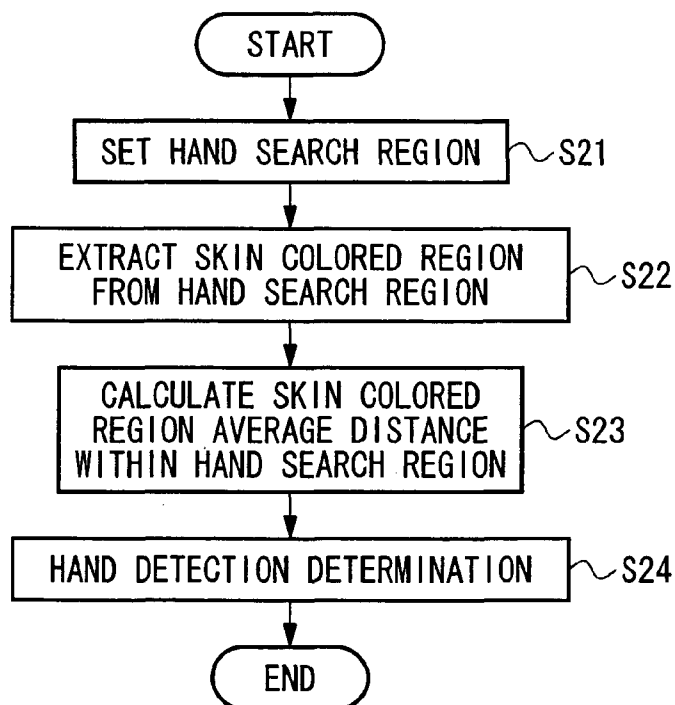 START
SET HAND SEARCH REGION
S21
EXTRACT SKIN COLORED REGION
FROM HAND SEARCH REGION
S22
CALCULATE SKIN COLORED
REGION AVERAGE DISTANCE
WITHIN HAND SEARCH REGION
S23
HAND DETECTION DETERMINATION
S24
END